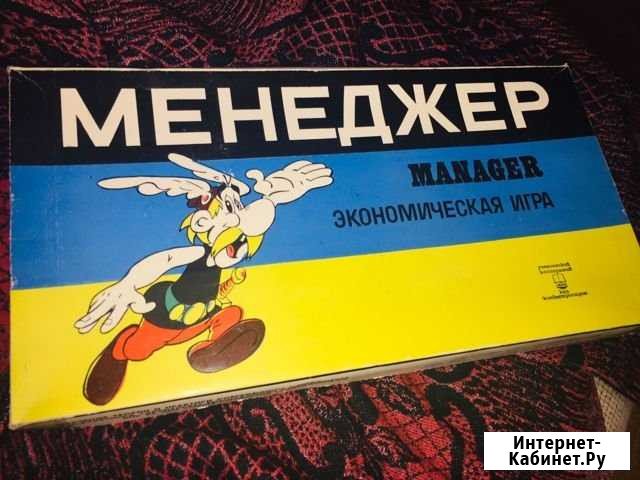 МЕНЕДЖЕР
MANAGER
ЭКОНОМИЧЕСКАЯ ИГРА
Интернет-
Кабинет.Ру